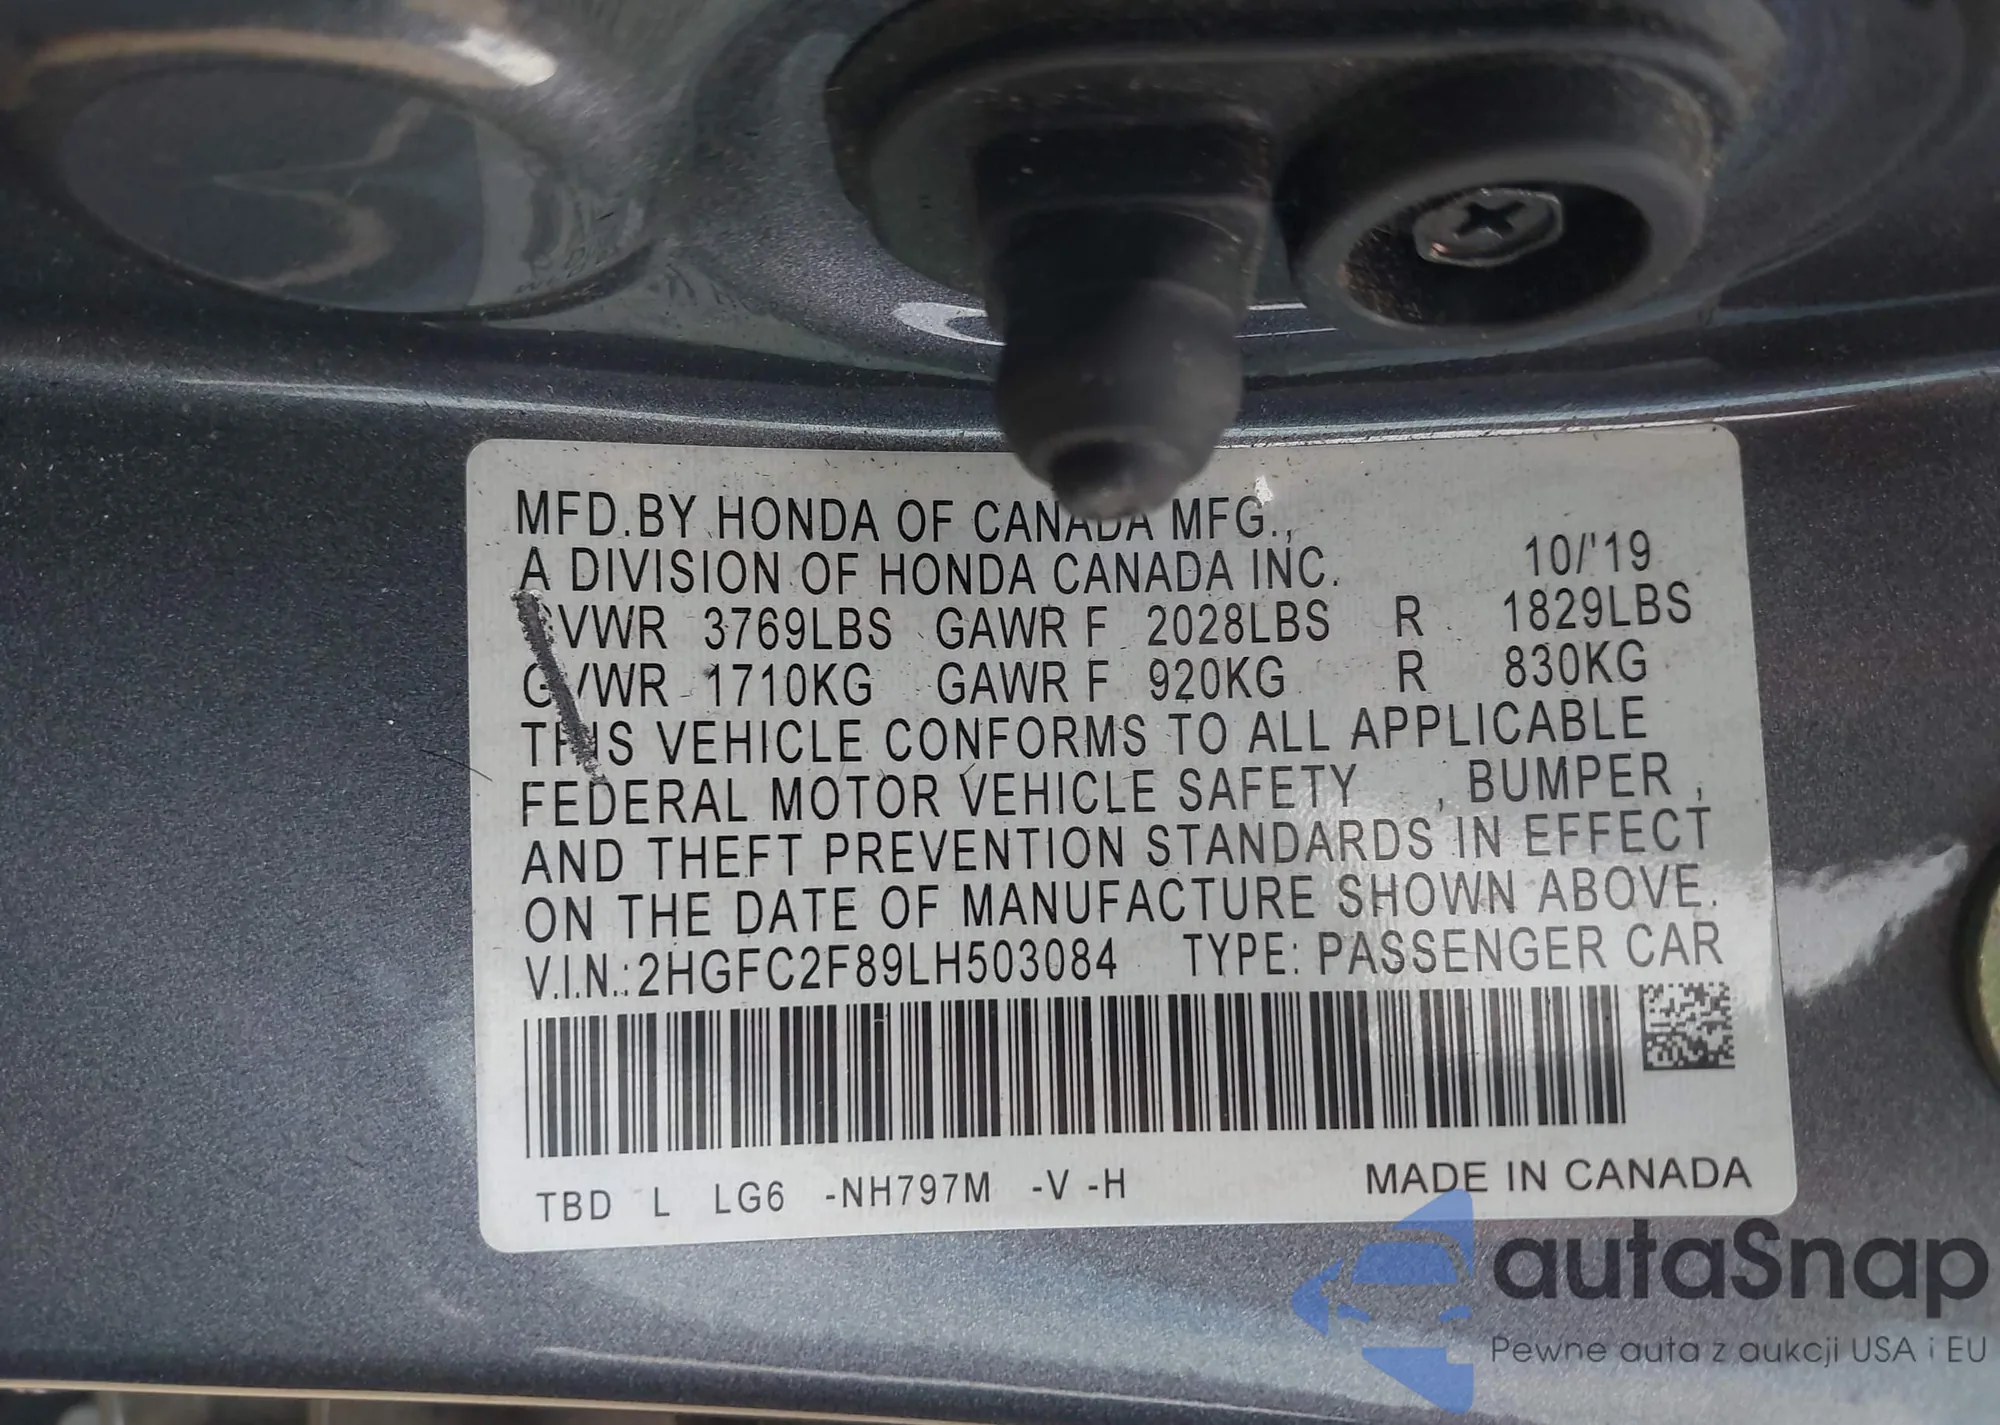 MFD.BY HONDA OF CANADA MFG.,
A DIVISION OF HONDA CANADA INC. 10/'19
GVWR 3769LBS GAWR F 2028LBS R 1829LBS
GVWR 1710KG GAWR F 920KG R 830KG
THIS VEHICLE CONFORMS TO ALL APPLICABLE
FEDERAL MOTOR VEHICLE SAFETY , BUMPER ,
AND THEFT PREVENTION STANDARDS IN EFFECT
ON THE DATE OF MANUFACTURE SHOWN ABOVE.
V.I.N.:2HGFC2F89LH503084 TYPE: PASSENGER CAR
TBD L LG6 -NH797M -V -H MADE IN CANADA
autaSnap
Pewne auta z aukcji USA i EU